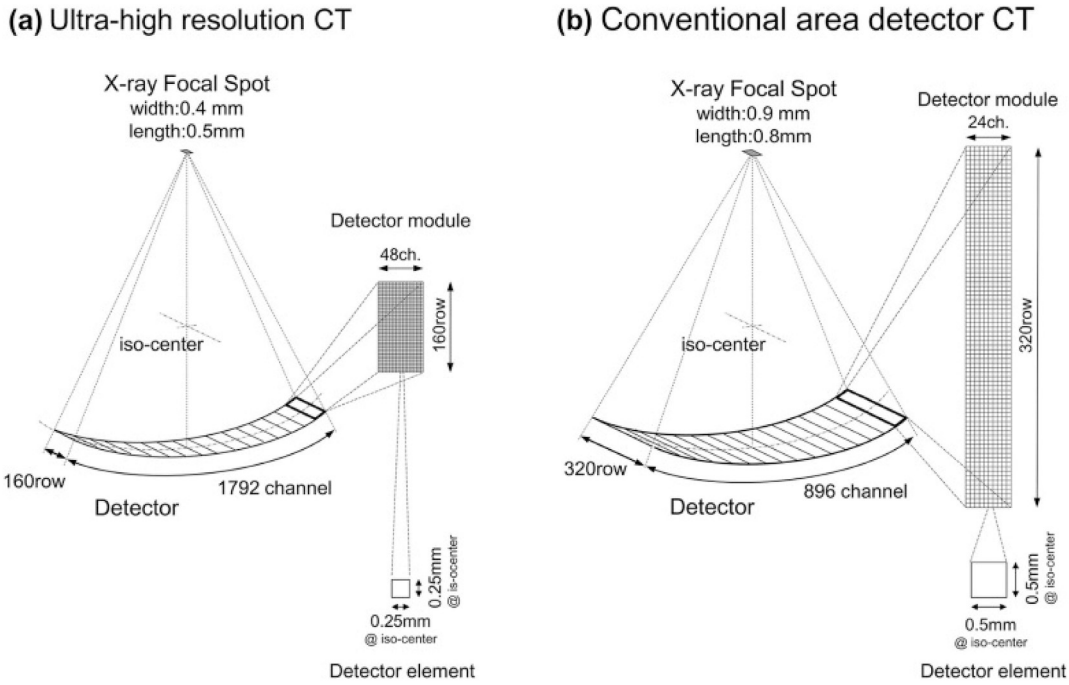 (a) Ultra-high resolution CT
X-ray Focal Spot
width:0.4 mm
length:0.5mm
Detector module
48ch.
160row
iso-center
160row
1792 channel
Detector
0.25mm
@ is-ocenter
0.25mm
@ iso-center
Detector element
(b) Conventional area detector CT
X-ray Focal Spot
width:0.9 mm
length:0.8mm
Detector module
24ch.
320row
iso-center
320row
896 channel
Detector
0.5mm
@ iso-center
0.5mm
@ iso-center
Detector element